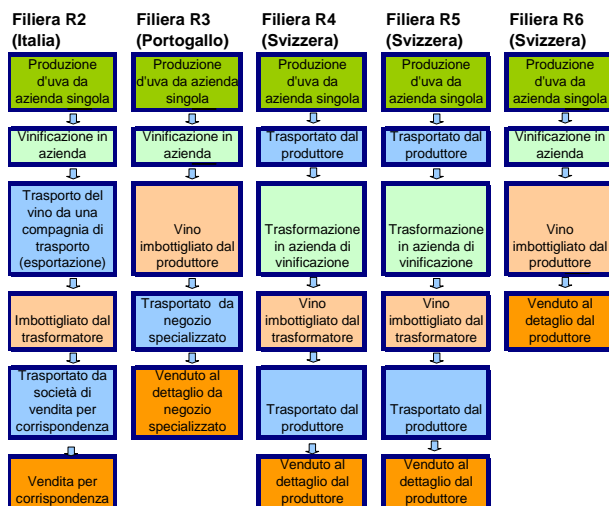 Filiera R2
(Italia)
Produzione
d'uva da
azienda singola
Vinificazione in
azienda
Trasporto del
vino da una
compagnia di
trasporto
(esportazione)
Imbottigliato dal
trasformatore
Trasportato da
società di
vendita per
corrispondenza
Vendita per
corrispondenza
Filiera R3
(Portogallo)
Produzione
d'uva da azienda
singola
Vinificazione in
azienda
Vino
imbottigliato dal
produttore
Trasportato da
negozio
specializzato
Venduto al
dettaglio da
negozio
specializzato
Filiera R4
(Svizzera)
Produzione
d'uva da
azienda singola
Trasportato dal
produttore
Trasformazione
in azienda di
vinificazione
Vino
imbottigliato dal
trasformatore
Trasportato dal
produttore
Venduto al
dettaglio dal
produttore
Filiera R5
(Svizzera)
Produzione
d'uva da
azienda singola
Trasportato dal
produttore
Trasformazione
in azienda di
vinificazione
Vino
imbottigliato dal
trasformatore
Trasportato dal
produttore
Venduto al
dettaglio dal
produttore
Filiera R6
(Svizzera)
Produzione
d'uva da
azienda singola
Vinificazione in
azienda
Vino
imbottigliato dal
produttore
Venduto al
detaglio dal
produttore